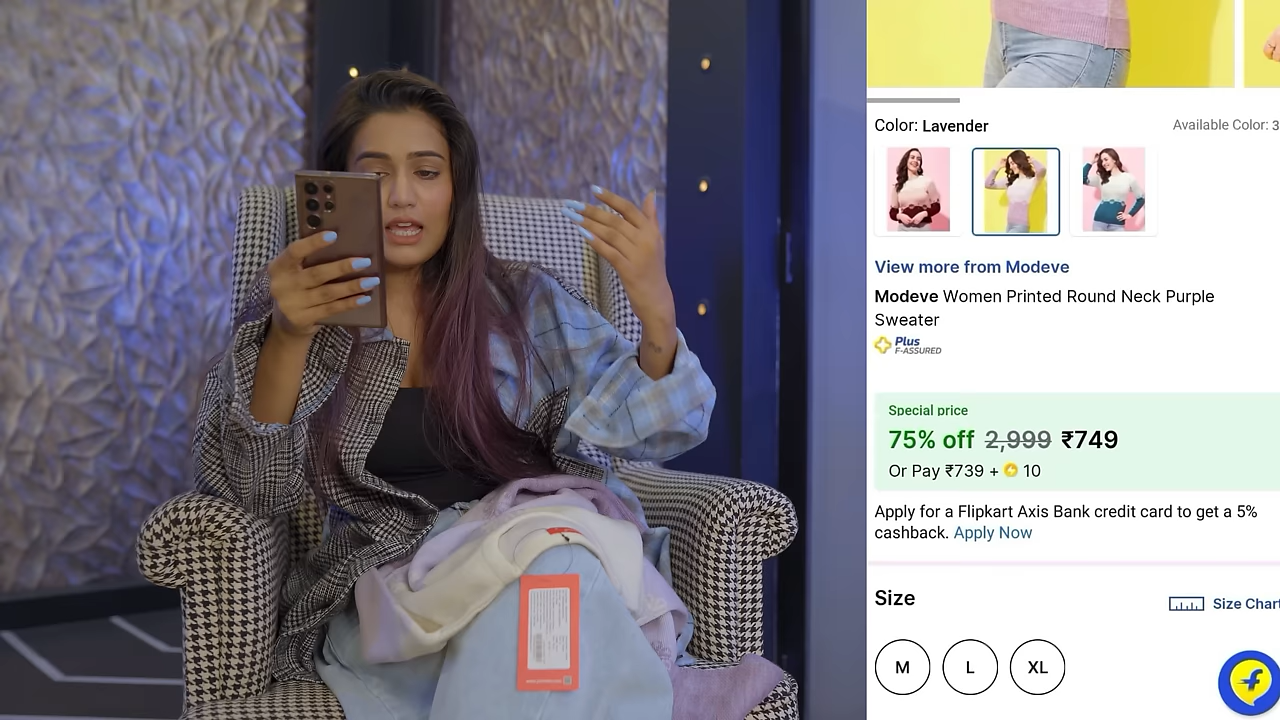 Color: Lavender
Available Color: 3
View more from Modeve
Modeve Women Printed Round Neck Purple
Sweater
Plus
F-ASSURED
Special price
75% off 2,999 ₹749
Or Pay ₹739 + 10
Apply for a Flipkart Axis Bank credit card to get a 5%
cashback. Apply Now
Size
Size Chart
M L XL